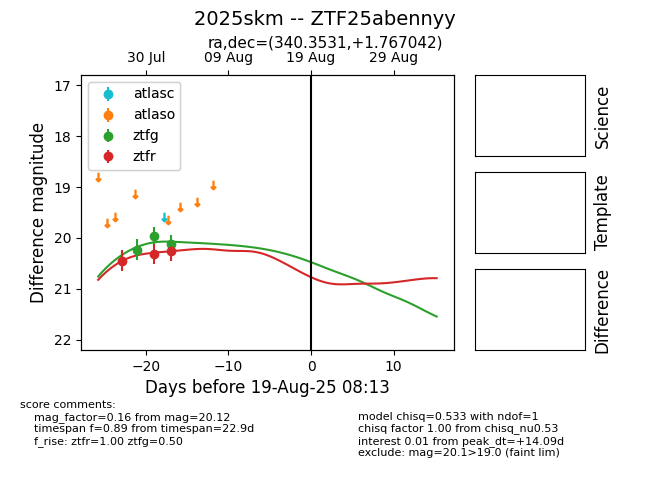 2025skm -- ZTF25abennyy
ra,dec=(340.3531,+1.767042)
30 Jul 09 Aug 19 Aug 29 Aug
17
18
19
20
21
22
Difference magnitude
atlasc
atlaso
ztfg
ztfr
−20 −10 0 10
Days before 19-Aug-25 08:13
Science
Template
Difference
score comments:
mag_factor=0.16 from mag=20.12
timespan f=0.89 from timespan=22.9d
f_rise: ztfr=1.00 ztfg=0.50
model chisq=0.533 with ndof=1
chisq factor 1.00 from chisq_nu0.53
interest 0.01 from peak_dt=+14.09d
exclude: mag=20.1>19.0 (faint lim)